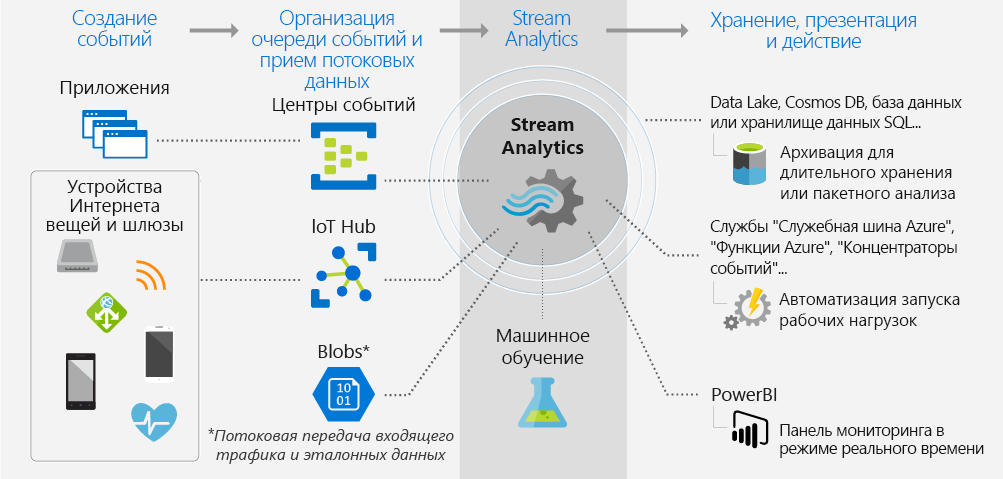 Создание
событий
Организация
очереди событий и
прием потоковых
данных
Stream
Analytics
Хранение, презентация
и действие
Приложения
Устройства
Интернета
вещей и шлюзы
Центры событий
IoT Hub
Blobs*
10
01
*Потоковая передача входящего
трафика и эталонных данных
Stream
Analytics
Машинное
обучение
Data Lake, Cosmos DB, база данных
или хранилище данных SQL...
Архивация для
длительного хранения
или пакетного анализа
Службы "Служебная шина Azure",
"Функции Azure", "Концентраторы
событий"...
Автоматизация запуска
рабочих нагрузок
PowerBI
Панель мониторинга в
режиме реального времени